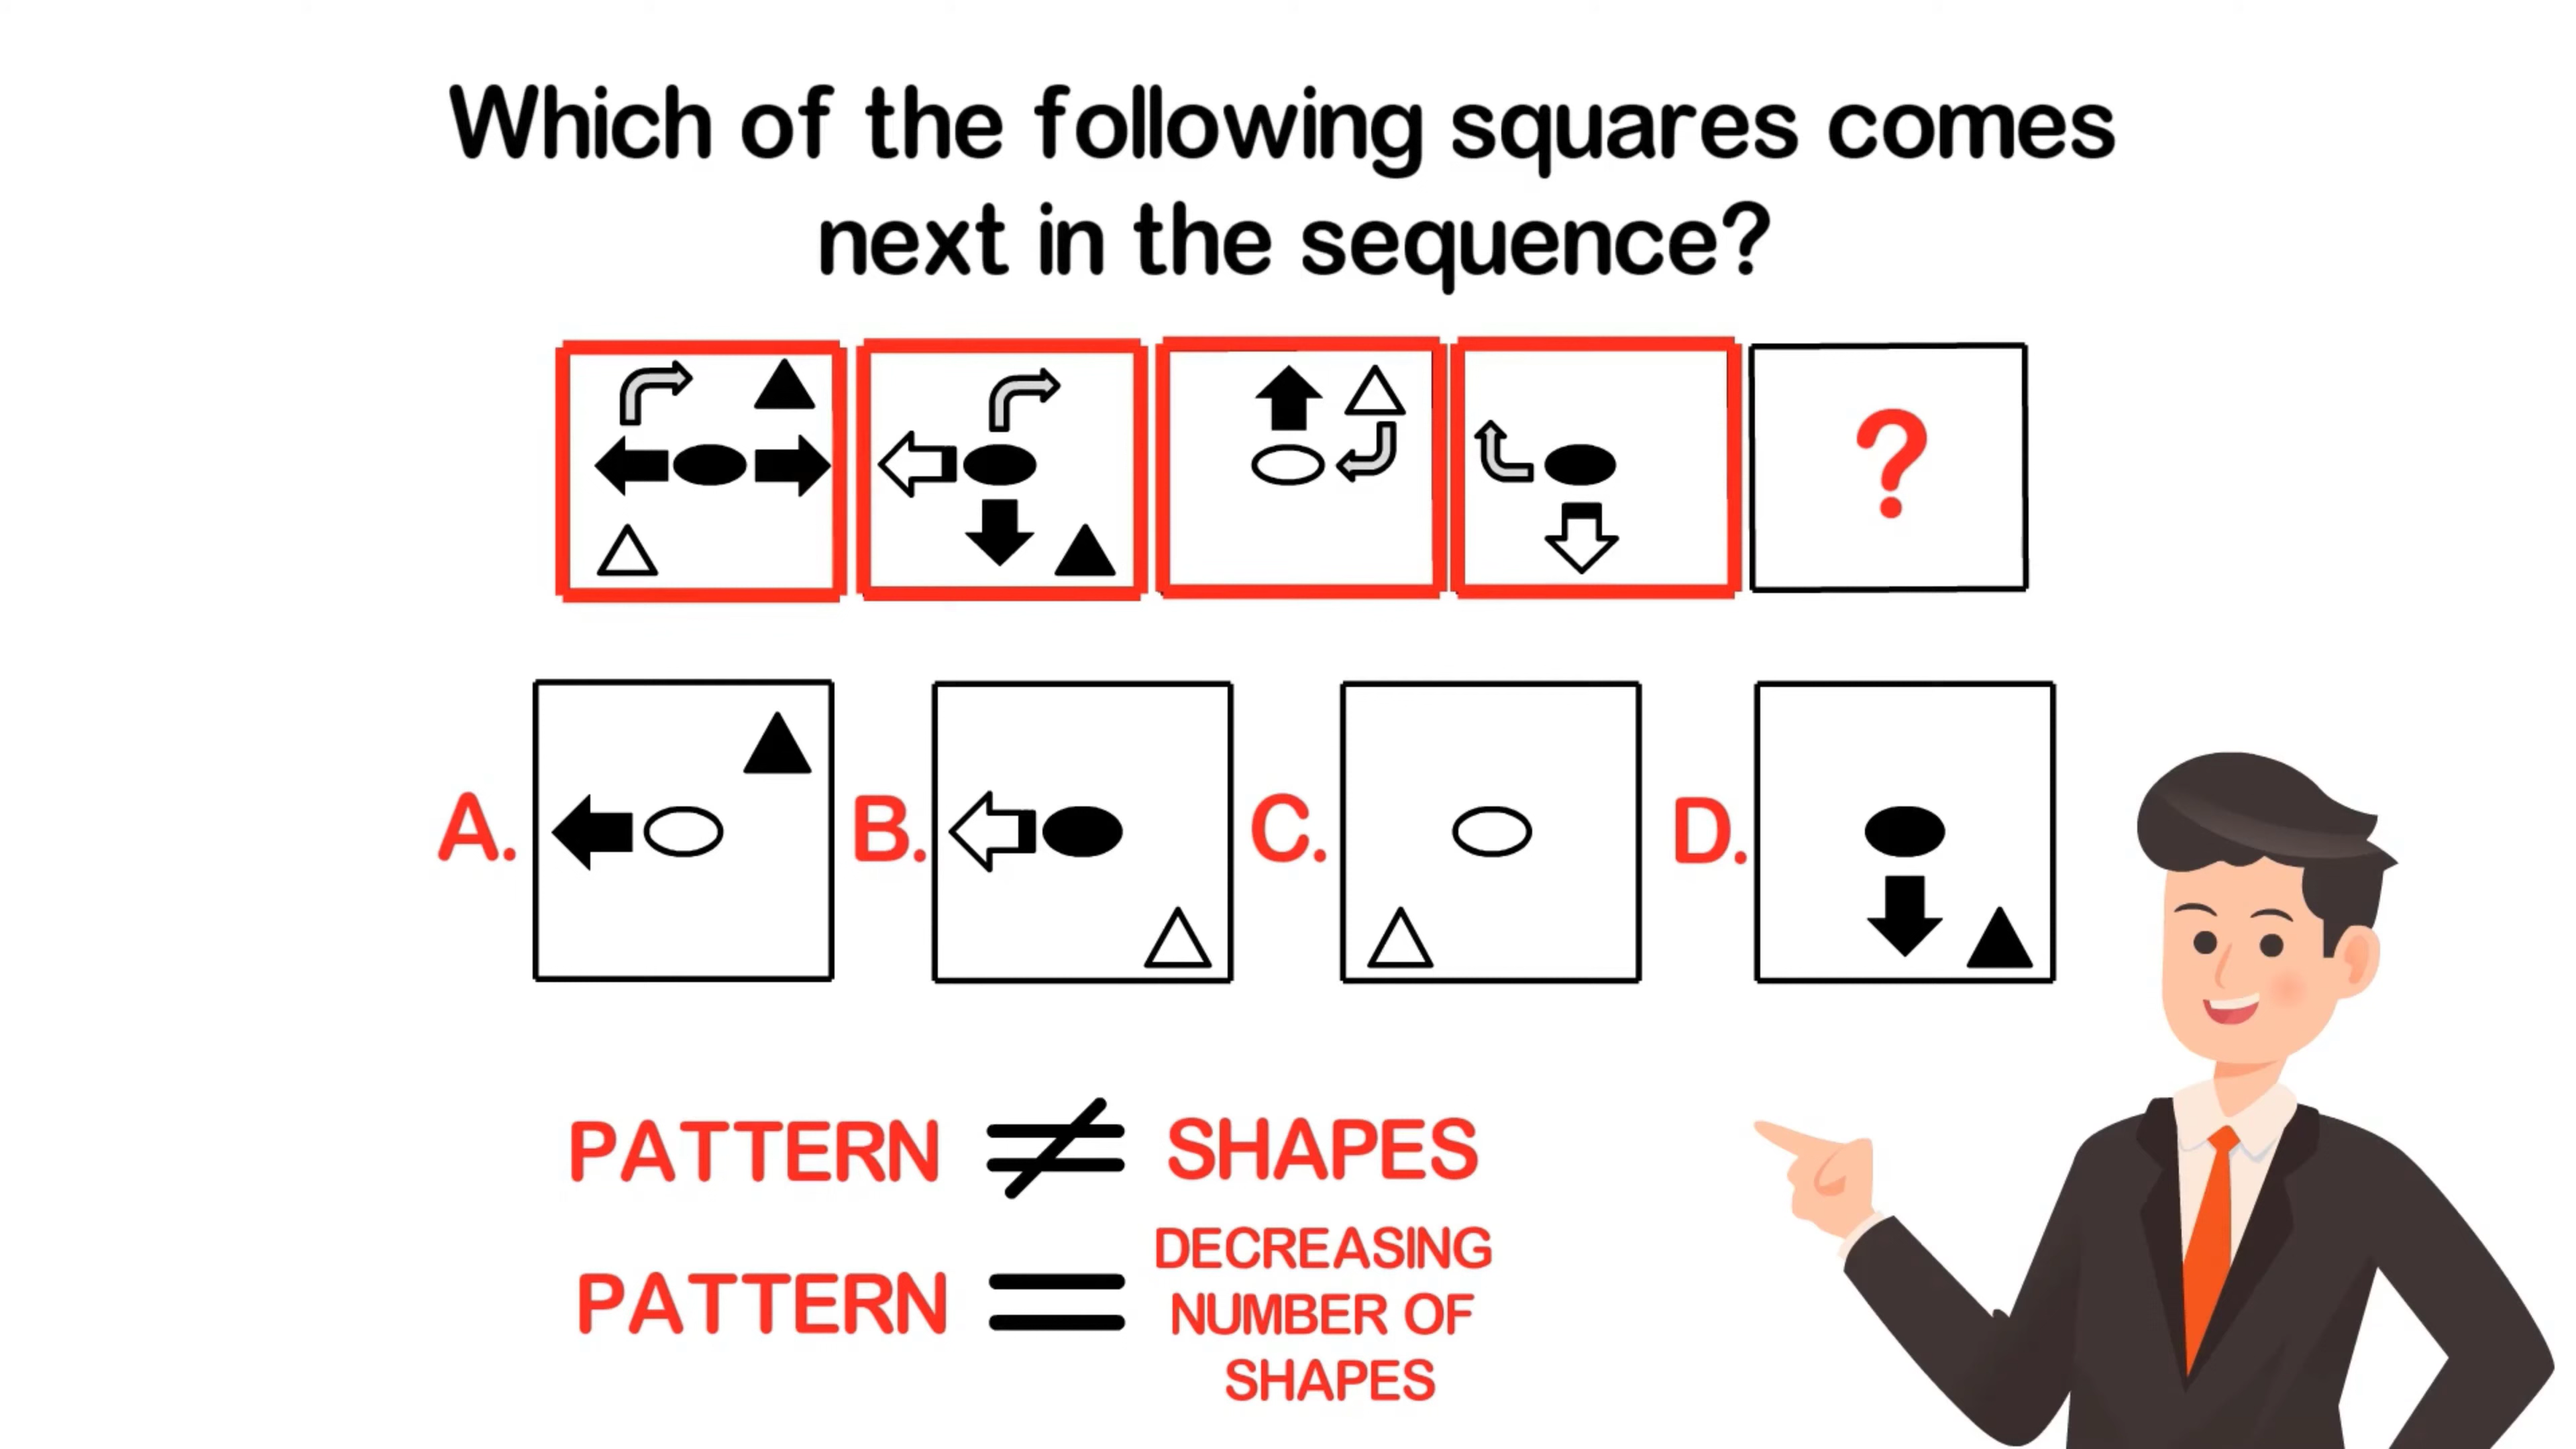 Which of the following squares comes
next in the sequence?
?
A.
B.
C.
D.
PATTERN ≠ SHAPES
PATTERN = DECREASING
NUMBER OF
SHAPES